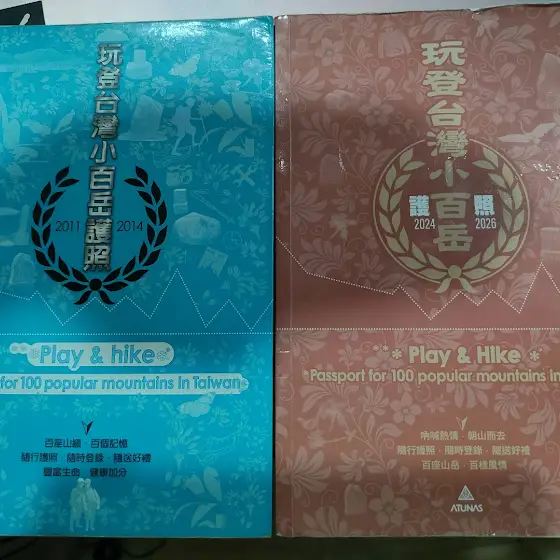 玩登台灣小百岳護照
2011 2014
Play & hike
for 100 popular mountains in Taiwan
百座山頭‧百個記憶
隨行護照‧隨時登錄‧隨送好禮
豐富生命‧健康加分
玩登台灣小百岳
護照
2024 2026
Play & Hike
Passport for 100 popular mountains in
吶喊熱情‧朝山而去
隨行護照‧隨時登錄‧隨送好禮
百座山岳‧百樣風情
ATUNAS